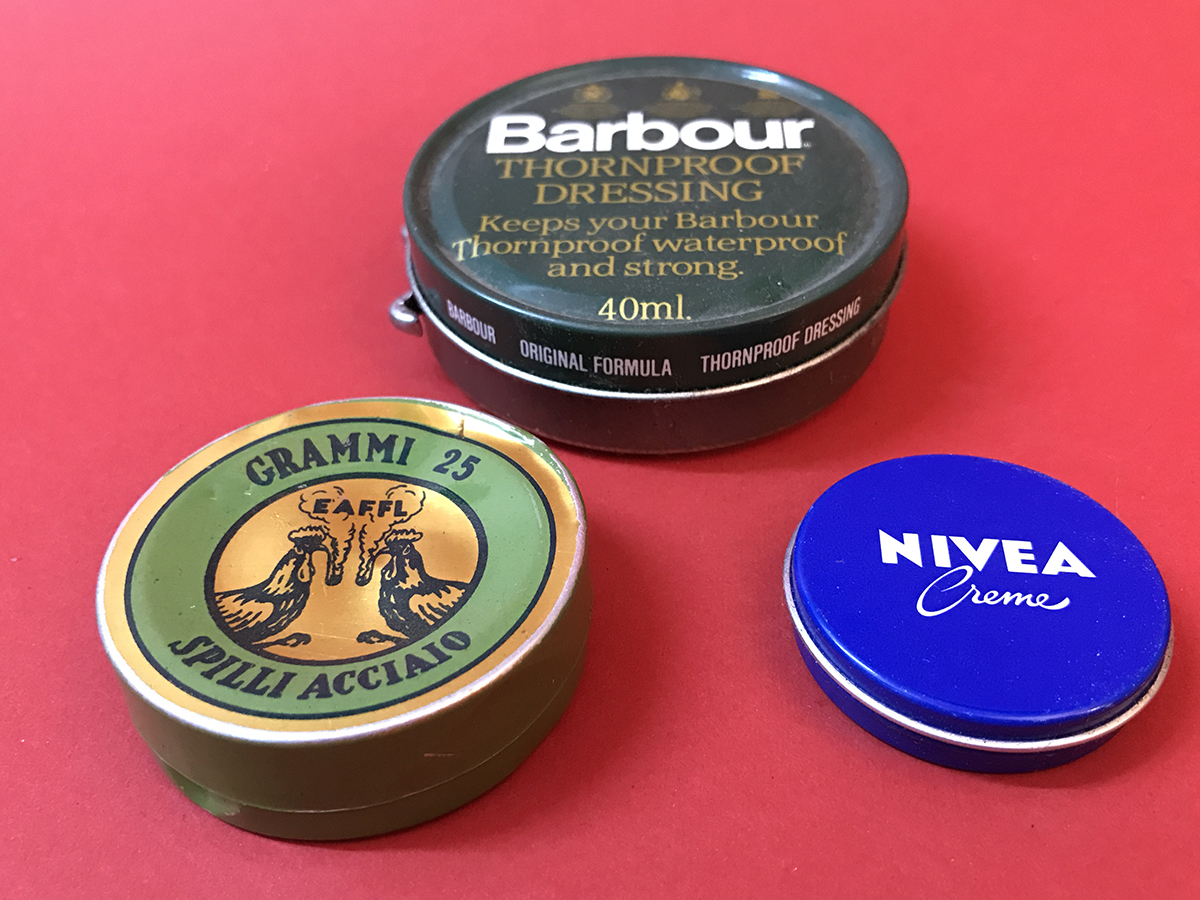 Barbour
THORNPROOF
DRESSING
Keeps your Barbour
Thornproof waterproof
and strong.
40ml.
BARBOUR ORIGINAL FORMULA THORNPROOF DRESSING
GRAMMI 25
EAFFL
SPILLI ACCIAIO
NIVEA
Creme